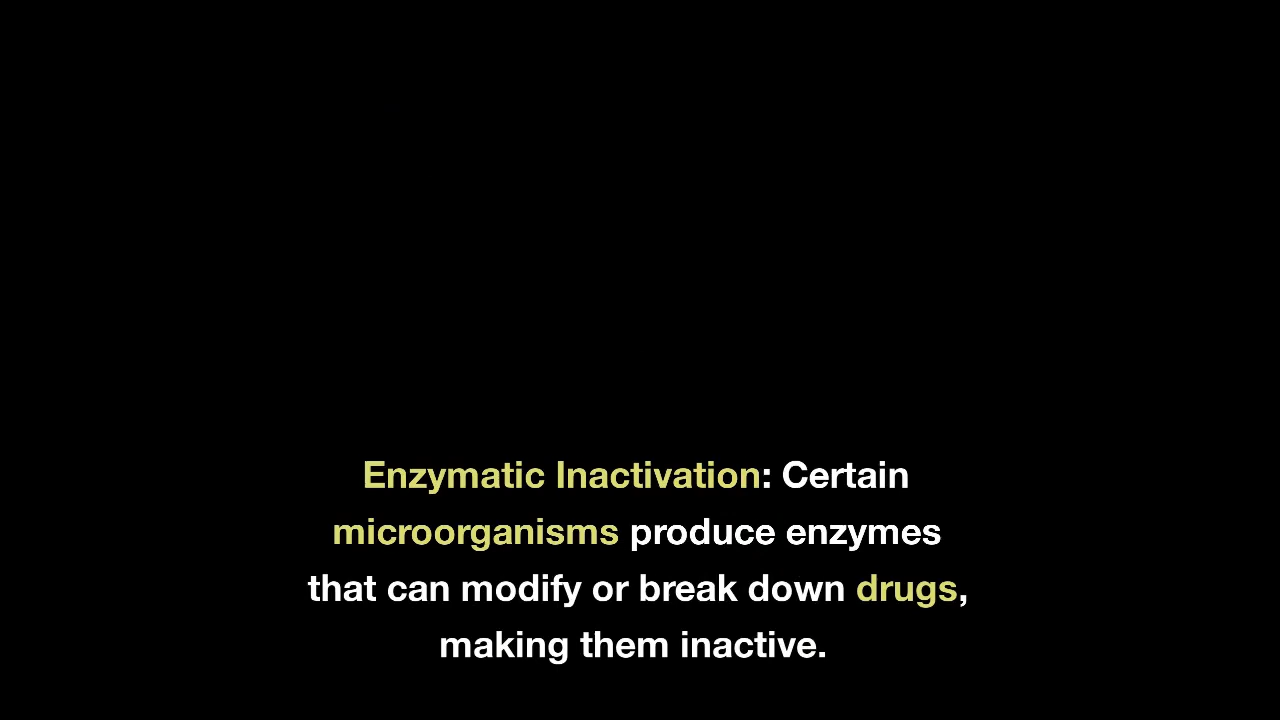 Enzymatic Inactivation: Certain
microorganisms produce enzymes
that can modify or break down drugs,
making them inactive.